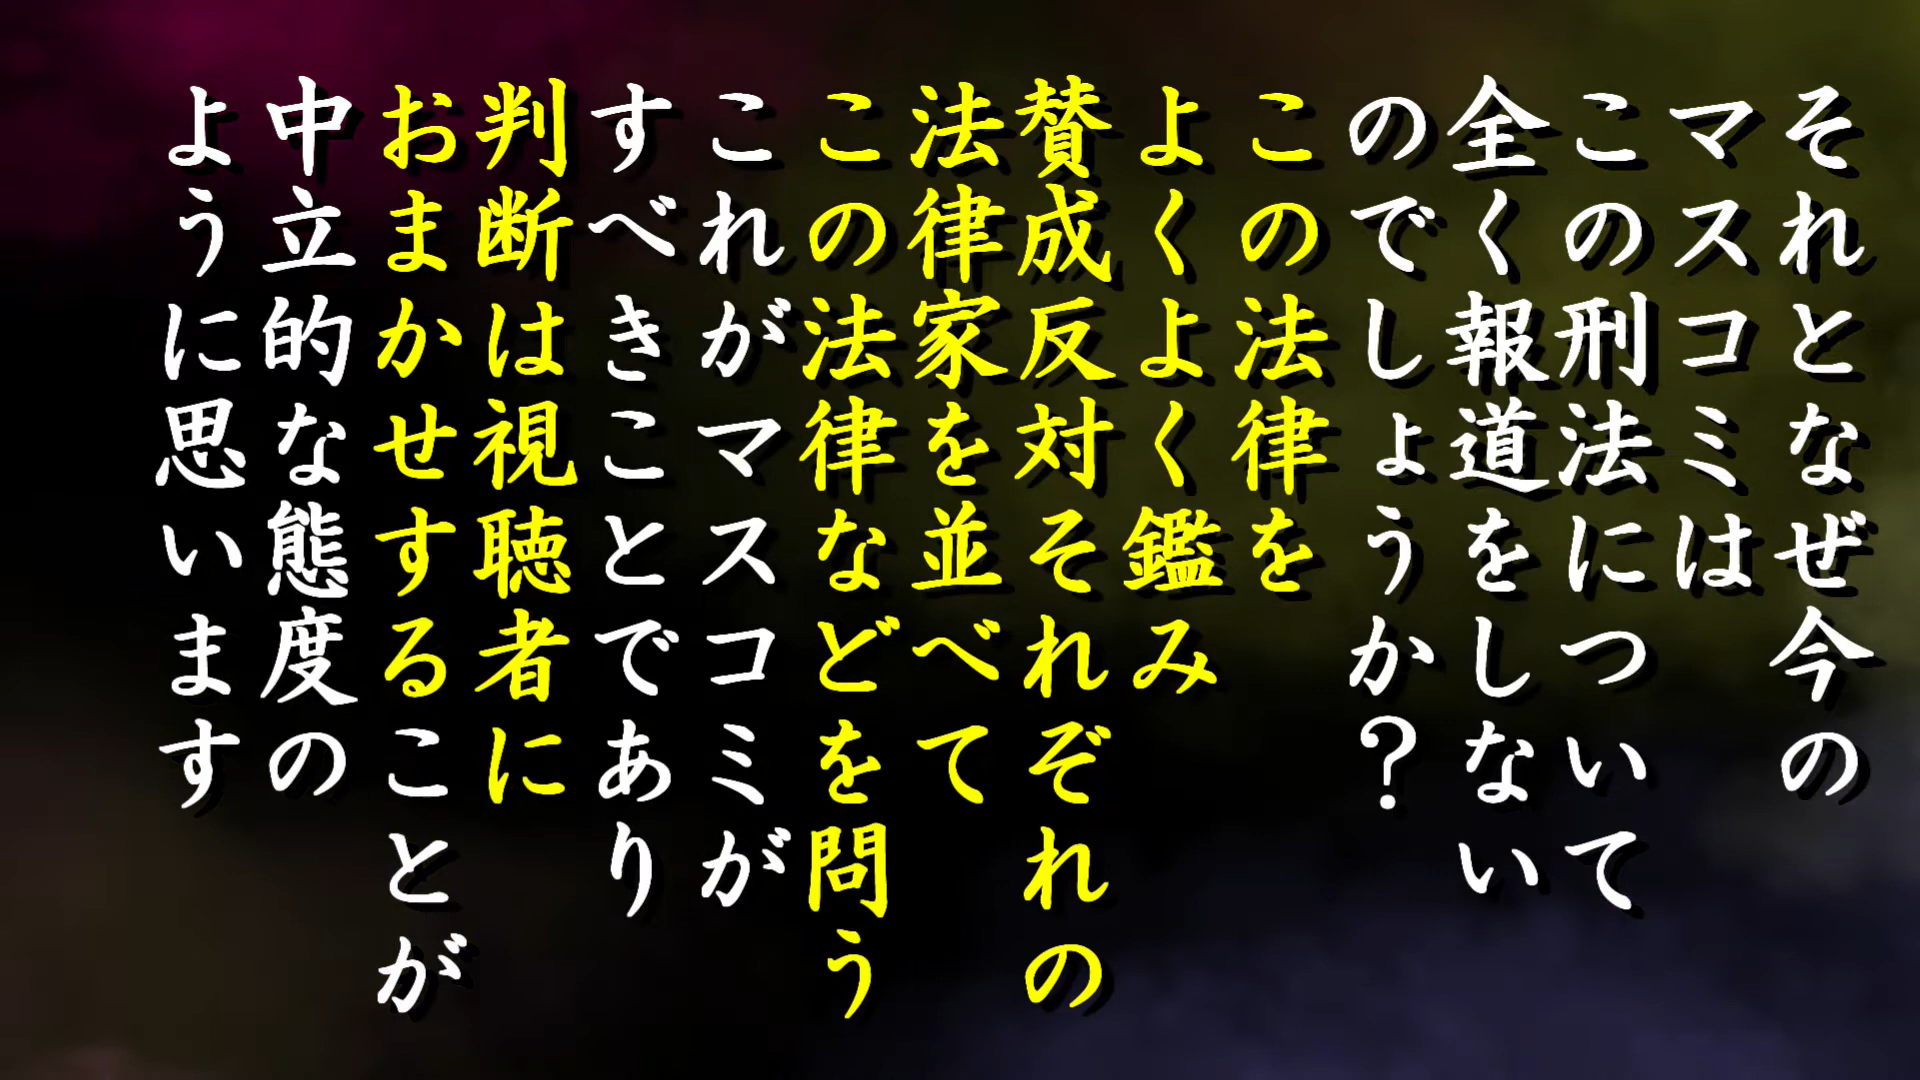 それとなぜ今の
マスコミは
この刑法について
全く報道をしない
のでしょうか？
この法律を
よくよく鑑み
賛成反対それぞれの
法律家を並べて
この法律などを問う
これがマスコミが
すべきことであり
判断は視聴者に
おまかせすることが
中立的な態度の
ように思います